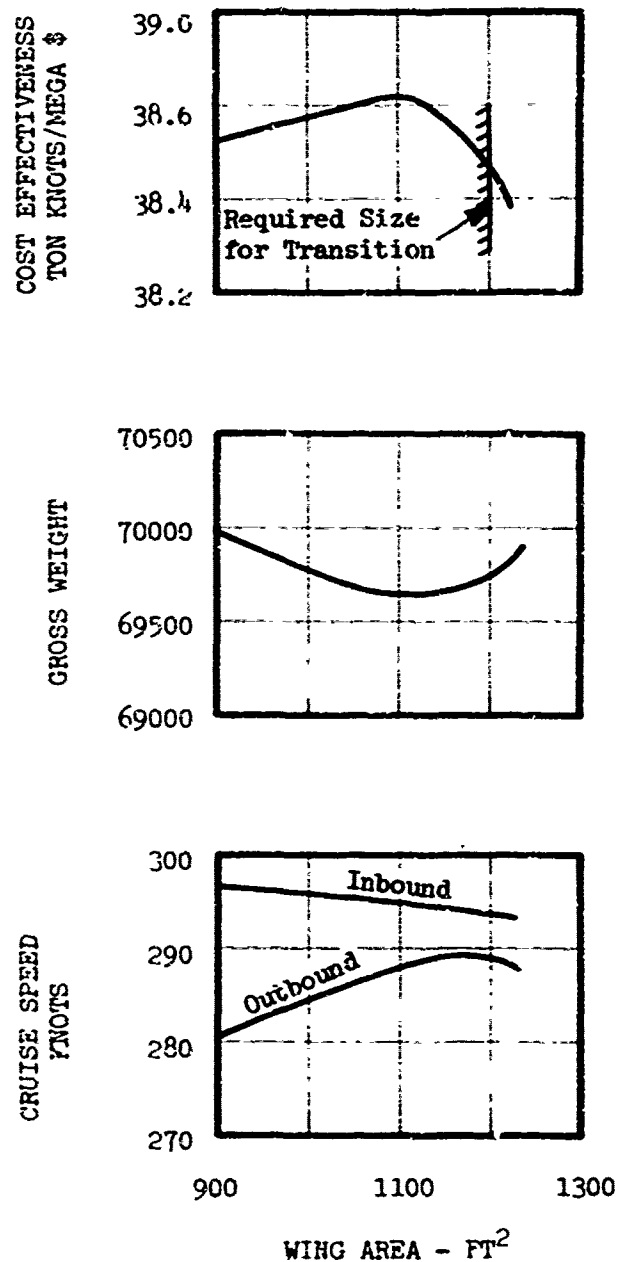 COST EFFECTIVENESS
TON KNOTS/MEGA $
39.0
38.6
38.4
38.2
Required Size
for Transition
GROSS WEIGHT
70500
70000
69500
69000
CRUISE SPEED
KNOTS
300
290
280
270
Inbound
Outbound
900
1100
1300
WING AREA - FT²